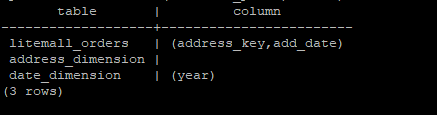 table | column
--------------------+-------------------------
litemall_orders | (address_key,add_date)
address_dimension |
date_dimension | (year)
(3 rows)